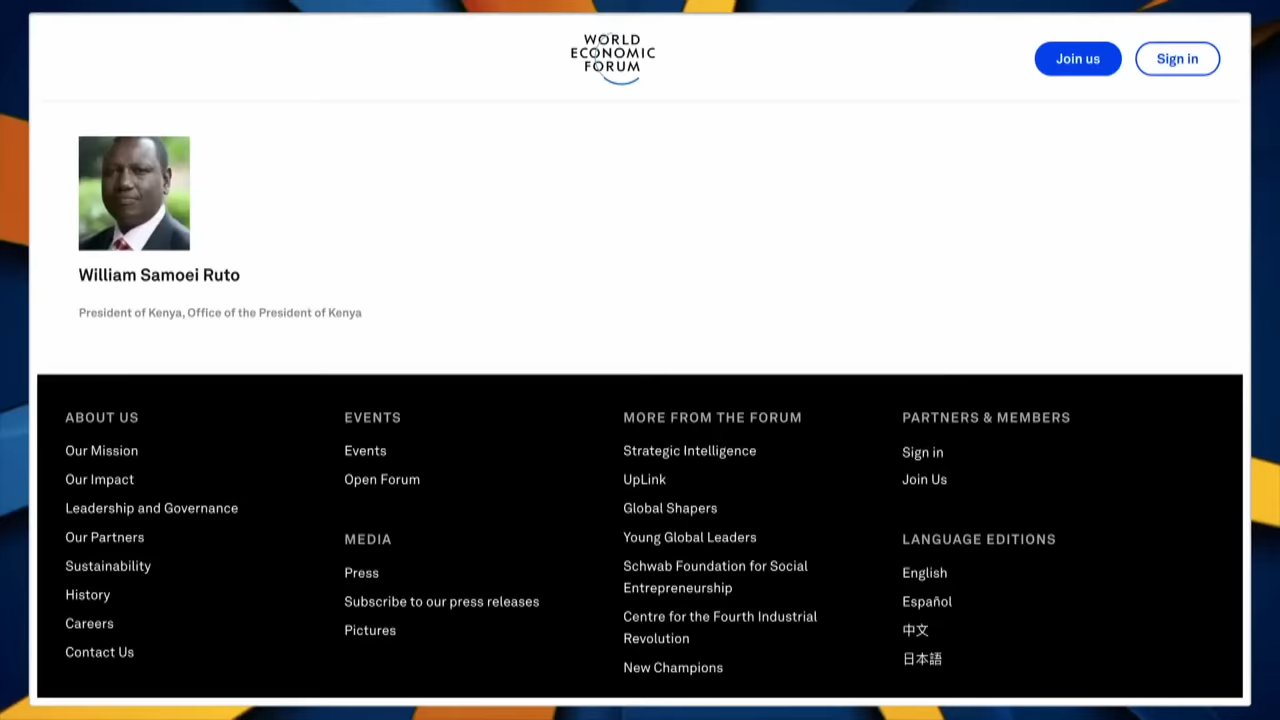 WORLD
ECONOMIC
FORUM
Join us
Sign in
William Samoei Ruto
President of Kenya, Office of the President of Kenya
ABOUT US
Our Mission
Our Impact
Leadership and Governance
Our Partners
Sustainability
History
Careers
Contact Us
EVENTS
Events
Open Forum
MEDIA
Press
Subscribe to our press releases
Pictures
MORE FROM THE FORUM
Strategic Intelligence
UpLink
Global Shapers
Young Global Leaders
Schwab Foundation for Social
Entrepreneurship
Centre for the Fourth Industrial
Revolution
New Champions
PARTNERS & MEMBERS
Sign in
Join Us
LANGUAGE EDITIONS
English
Español
中文
日本語